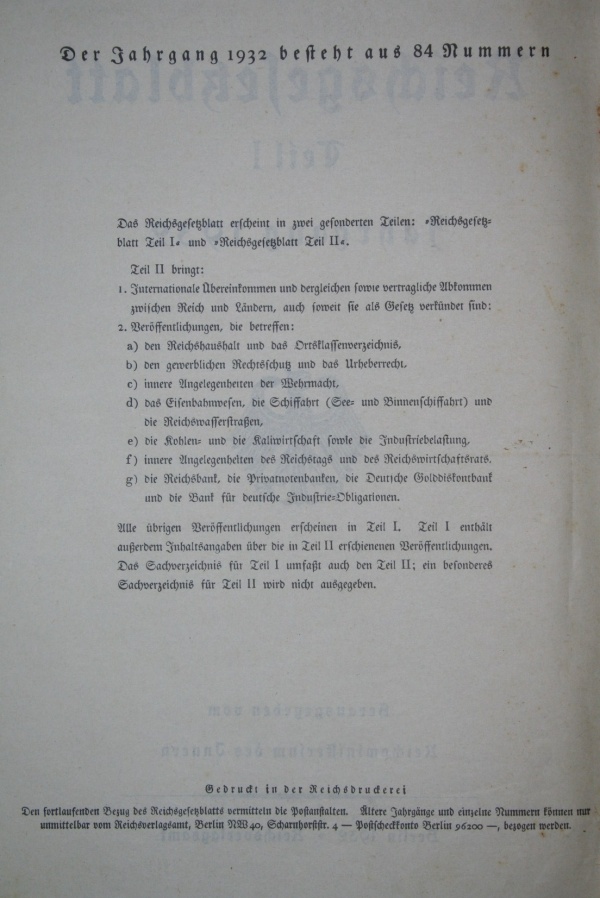 Der Jahrgang 1932 besteht aus 84 Nummern
Das Reichsgesetzblatt erscheint in zwei gesonderten Teilen: »Reichsgesetz-
blatt Teil I« und »Reichsgesetzblatt Teil II«.
Teil II bringt:
1. Internationale Übereinkommen und dergleichen sowie vertragliche Abkommen
zwischen Reich und Ländern, auch soweit sie als Gesetz verkündet sind:
2. Veröffentlichungen, die betreffen:
a) den Reichshaushalt und das Ortsklassenverzeichnis,
b) den gewerblichen Rechtsschutz und das Urheberrecht,
c) innere Angelegenheiten der Wehrmacht,
d) das Eisenbahnwesen, die Schiffahrt (See- und Binnenschiffahrt) und
die Reichswasserstraßen,
e) die Kohlen- und die Kaliwirtschaft sowie die Industriebelastung,
f) innere Angelegenheiten des Reichstags und des Reichswirtschaftsrats,
g) die Reichsbank, die Privatnotenbanken, die Deutsche Golddiskontbank
und die Bank für deutsche Industrie-Obligationen.
Alle übrigen Veröffentlichungen erscheinen in Teil I. Teil I enthält
außerdem Inhaltsangaben über die in Teil II erschienenen Veröffentlichungen.
Das Sachverzeichnis für Teil I umfaßt auch den Teil II; ein besonderes
Sachverzeichnis für Teil II wird nicht ausgegeben.
Gedruckt in der Reichsdruckerei
Den fortlaufenden Bezug des Reichsgesetzblatts vermitteln die Postanstalten. Ältere Jahrgänge und einzelne Nummern können nur
unmittelbar vom Reichsverlagsamt, Berlin NW 40, Scharnhorststr. 4 — Postscheckkonto Berlin 96200 —, bezogen werden.